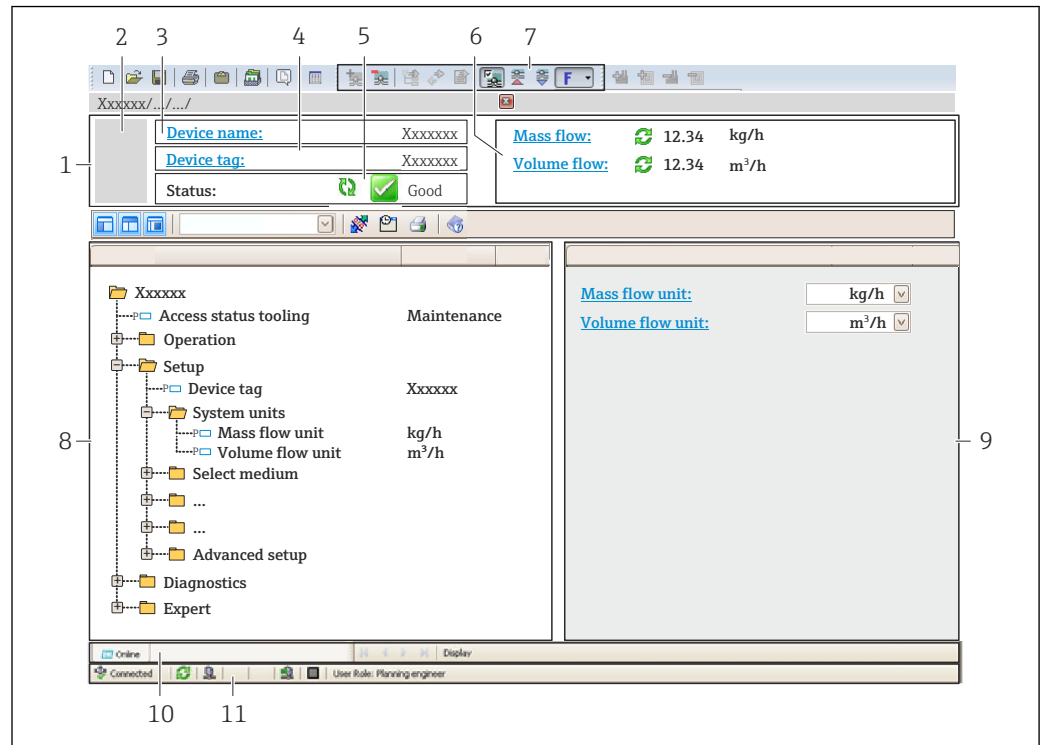 2 3 4 5 6 7
F
Xxxxxx/.../.../
1
Device name: Xxxxxxx
Device tag: Xxxxxxx
Status: Good
Mass flow: 12.34 kg/h
Volume flow: 12.34 m³/h
Xxxxxx
P Access status tooling Maintenance
Operation
Setup
P Device tag Xxxxxx
System units
P Mass flow unit kg/h
P Volume flow unit m³/h
Select medium
...
...
Advanced setup
Diagnostics
Expert
8
Mass flow unit: kg/h
Volume flow unit: m³/h
9
Online Display
Connected User Role: Planning engineer
10 11